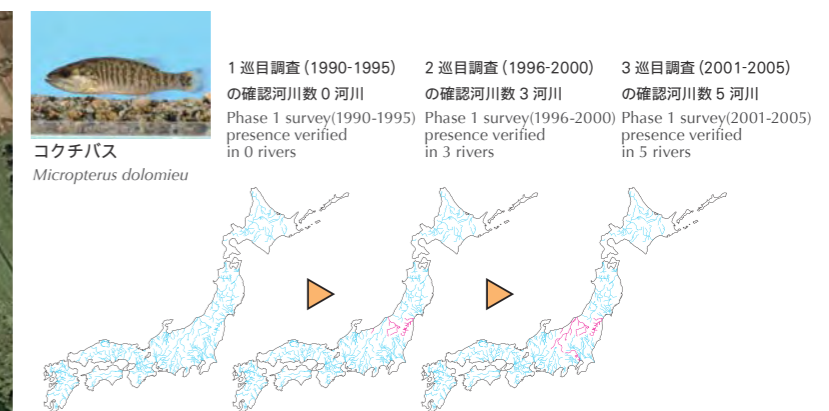 コクチバス
Micropterus dolomieu
1 巡目調査 (1990-1995)
の確認河川数 0 河川
Phase 1 survey(1990-1995)
presence verified
in 0 rivers
2 巡目調査 (1996-2000)
の確認河川数 3 河川
Phase 1 survey(1996-2000)
presence verified
in 3 rivers
3 巡目調査 (2001-2005)
の確認河川数 5 河川
Phase 1 survey(2001-2005)
presence verified
in 5 rivers